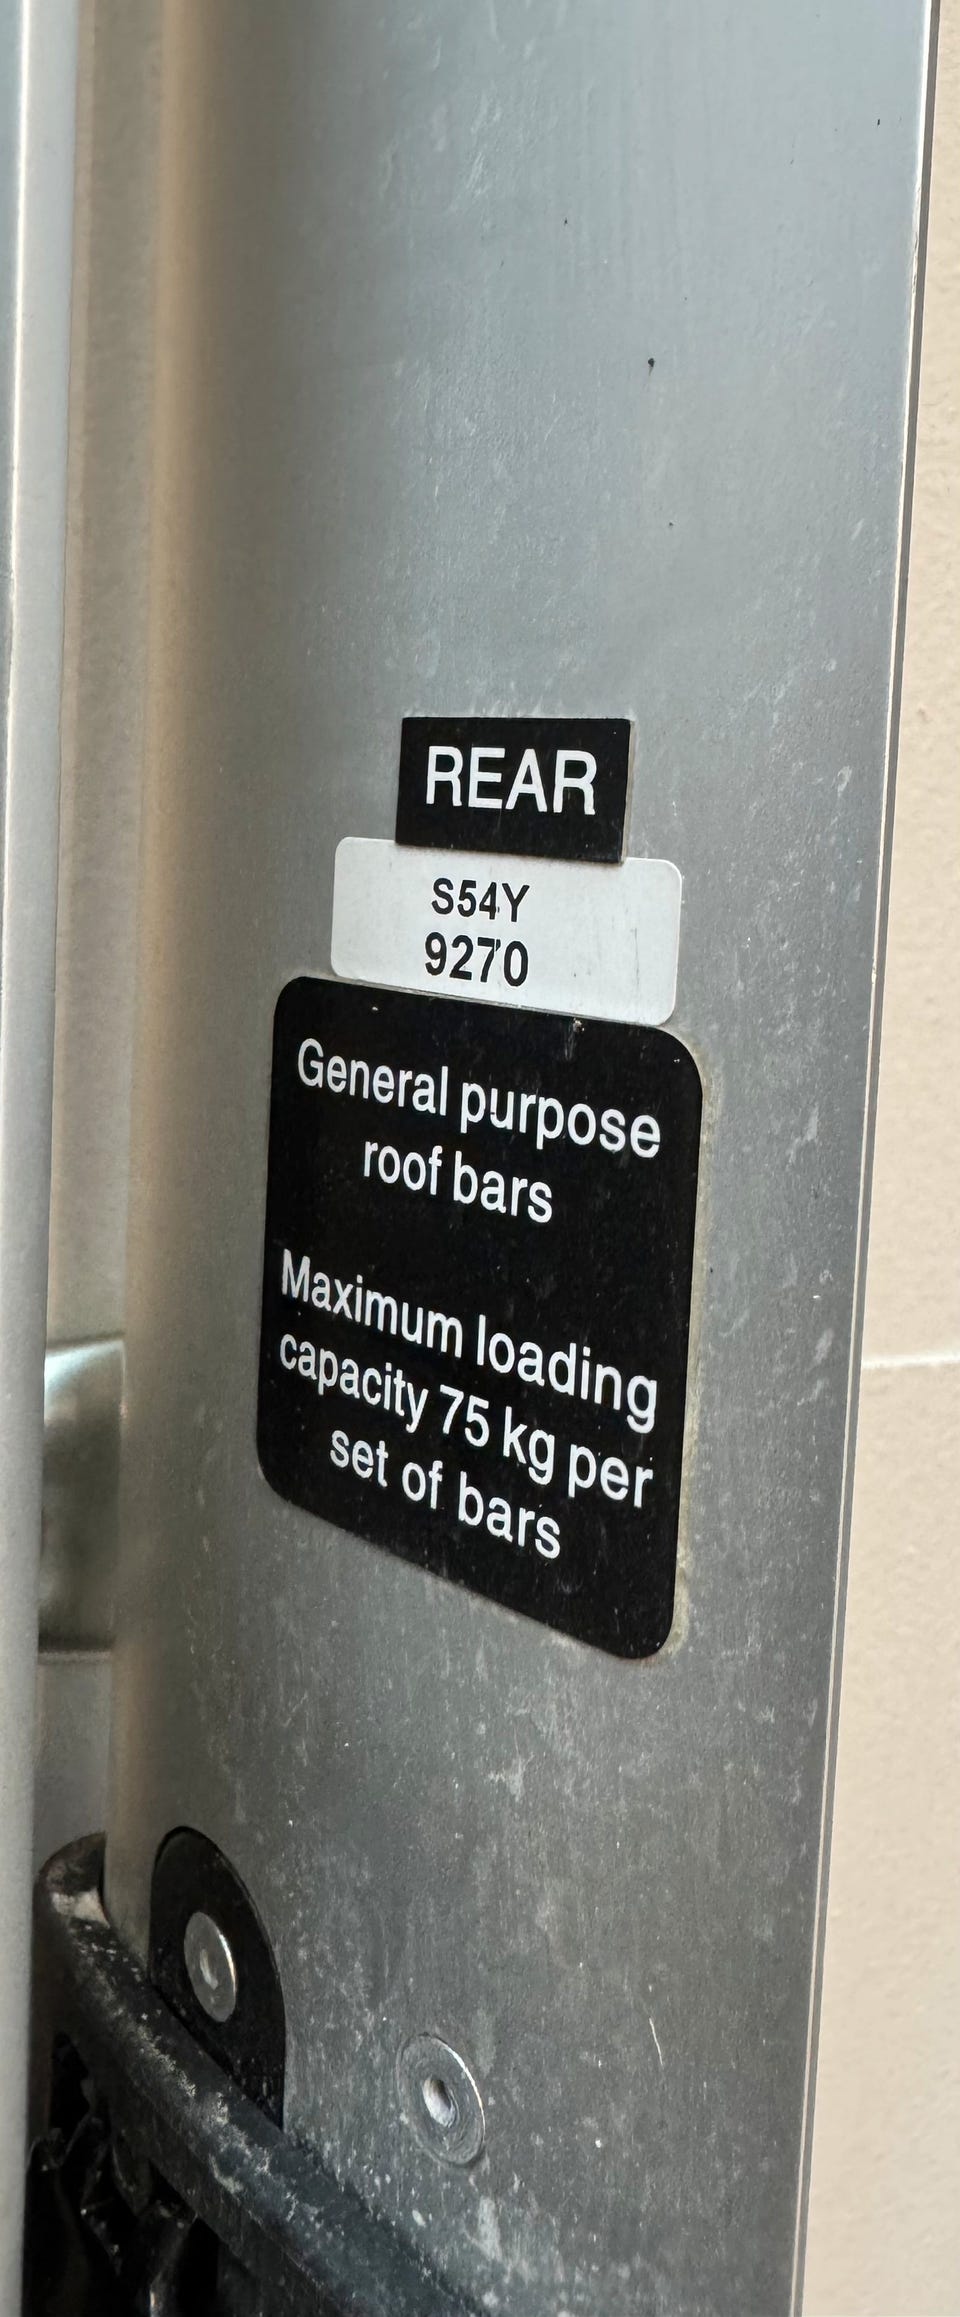 REAR
S54Y
9270
General purpose
roof bars
Maximum loading
capacity 75 kg per
set of bars